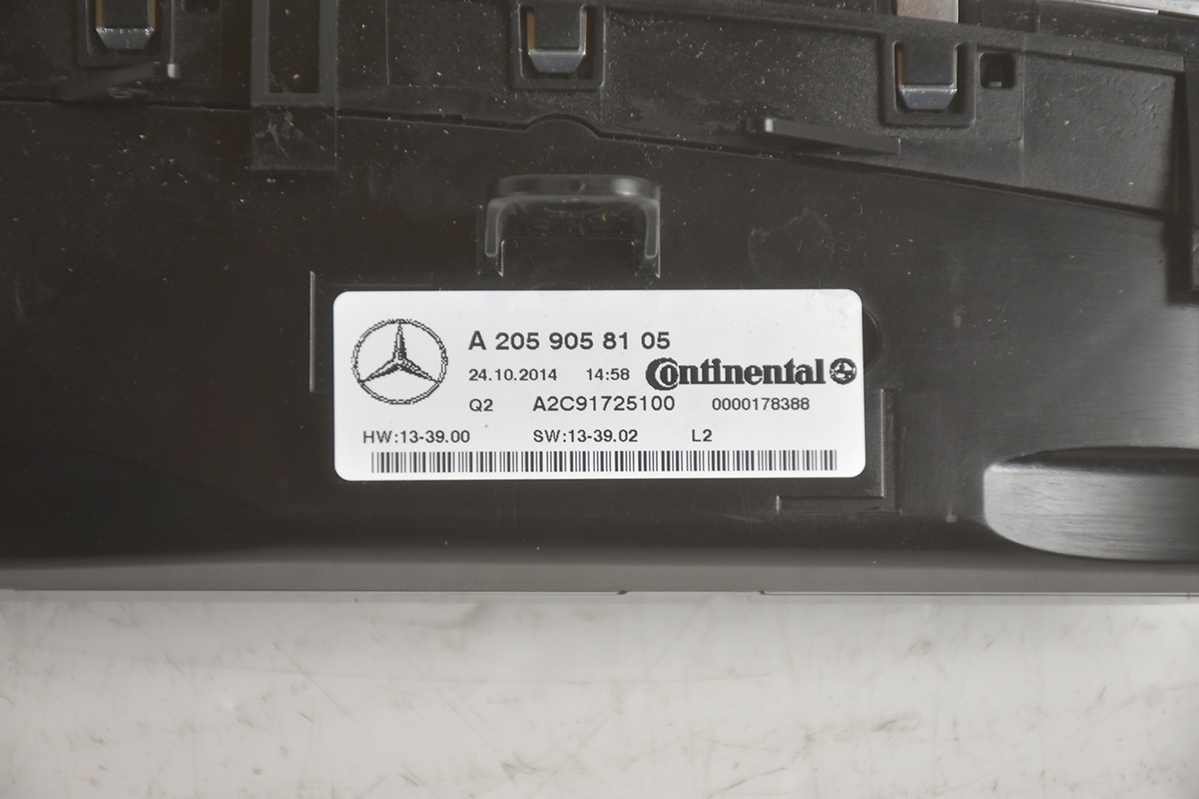 A 205 905 81 05
24.10.2014 14:58 Continental
Q2 A2C91725100 0000178388
HW:13-39.00 SW:13-39.02 L2